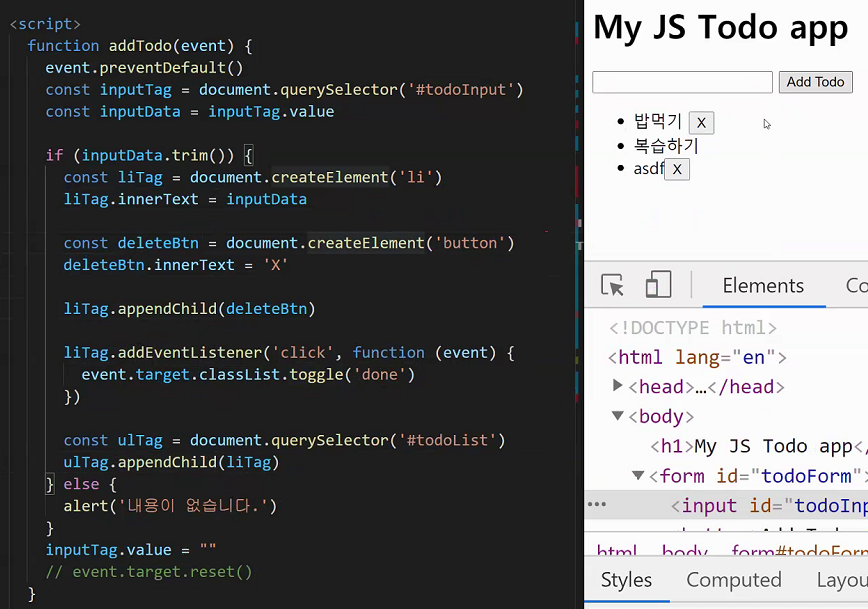 <script>
function addTodo(event) {
event.preventDefault()
const inputTag = document.querySelector('#todoInput')
const inputData = inputTag.value
if (inputData.trim()) {
const liTag = document.createElement('li')
liTag.innerText = inputData
const deleteBtn = document.createElement('button')
deleteBtn.innerText = 'X'
liTag.appendChild(deleteBtn)
liTag.addEventListener('click', function (event) {
event.target.classList.toggle('done')
})
const ulTag = document.querySelector('#todoList')
ulTag.appendChild(liTag)
} else {
alert('내용이 없습니다.')
}
inputTag.value = ""
// event.target.reset()
}
My JS Todo app
Add Todo
밥먹기 X
복습하기
asdf X
Elements Co
<!DOCTYPE html>
<html lang="en">
<head>…</head>
<body>
<h1>My JS Todo app</
<form id="todoForm"
<input id="todoInp
html body form#todoForm
Styles Computed Layou